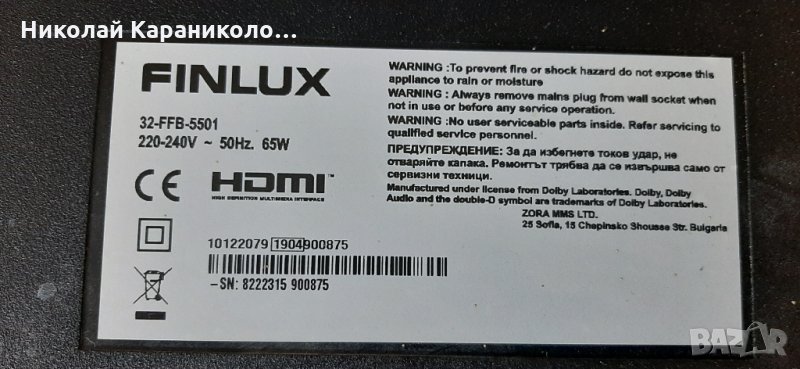 Николай Караниколо...
FINLUX
32-FFB-5501
220-240V ~ 50Hz. 65W
CE HDMI
HIGH DEFINITION MULTIMEDIA INTERFACE
10122079 1904 900875
-SN: 8222315 900875
WARNING :To prevent fire or shock hazard do not expose this
appliance to rain or moisture
WARNING : Always remove mains plug from wall socket when
not in use or before any service operation.
WARNING :No user serviceable parts inside. Refer servicing to
qualified service personnel.
ПРЕДУПРЕЖДЕНИЕ: За да избегнете токов удар, не
отваряйте капака. Ремонтът трябва да се извършва само от
сервизни техници.
Manufactured under license from Dolby Laboratories. Dolby, Dolby
Audio and the double-D symbol are trademarks of Dolby Laboratories.
ZORA MMS LTD.
25 Sofia, 15 Chepinsko Shousse Str. Bulgaria
BAZAR